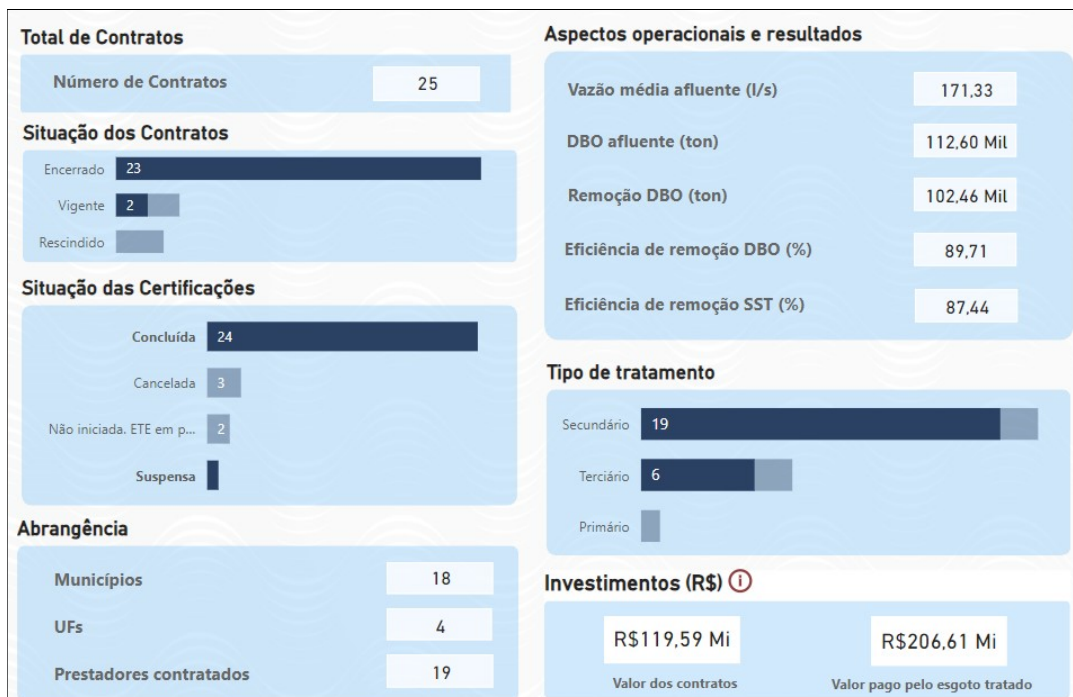 Total de Contratos
Número de Contratos 25
Situação dos Contratos
Encerrado 23
Vigente 2
Rescindido
Situação das Certificações
Concluída 24
Cancelada 3
Não iniciada. ETE em p... 2
Suspensa
Abrangência
Municípios 18
UFs 4
Prestadores contratados 19
Aspectos operacionais e resultados
Vazão média afluente (l/s) 171,33
DBO afluente (ton) 112,60 Mil
Remoção DBO (ton) 102,46 Mil
Eficiência de remoção DBO (%) 89,71
Eficiência de remoção SST (%) 87,44
Tipo de tratamento
Secundário 19
Terciário 6
Primário
Investimentos (R$) i
R$119,59 Mi R$206,61 Mi
Valor dos contratos Valor pago pelo esgoto tratado